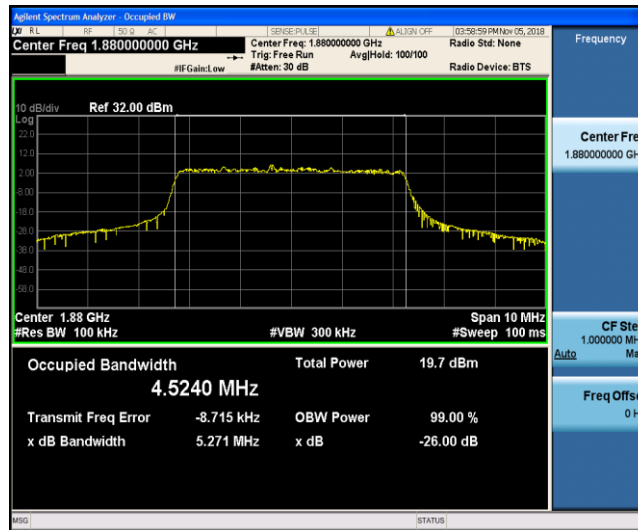 Agilent Spectrum Analyzer - Occupied BW
RL RF 50 Ω AC SENSE:PULSE ALIGN OFF 03:58:59 PM Nov 05, 2018
Center Freq 1.880000000 GHz Center Freq: 1.880000000 GHz Radio Std: None Frequency
Trig: Free Run Avg|Hold: 100/100
#IFGain:Low #Atten: 30 dB Radio Device: BTS
10 dB/div Ref 32.00 dBm
Log
22.0
12.0
2.00
-8.00
-18.0
-28.0
-38.0
-48.0
-58.0
Center Fre
1.880000000 GH
Center 1.88 GHz Span 10 MHz
#Res BW 100 kHz #VBW 300 kHz #Sweep 100 ms
CF Ste
1.000000 MH
Auto Ma
Occupied Bandwidth Total Power 19.7 dBm
4.5240 MHz
Transmit Freq Error -8.715 kHz OBW Power 99.00 %
x dB Bandwidth 5.271 MHz x dB -26.00 dB
Freq Offse
0 H
MSG STATUS